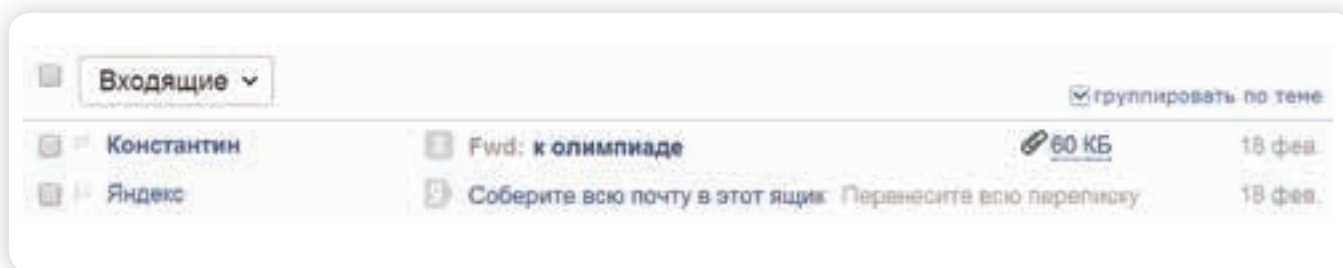 Входящие
группировать по теме
Константин Fwd: к олимпиаде 60 КБ 18 фев.
Яндекс Соберите всю почту в этот ящик Перенесите всю переписку 18 фев.